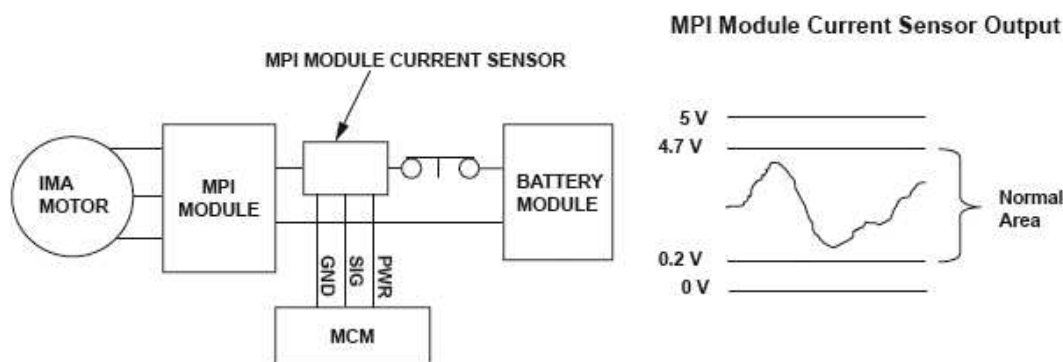 MPI Module Current Sensor Output
MPI MODULE CURRENT SENSOR
IMA
MOTOR
MPI
MODULE
BATTERY
MODULE
GND
SIG
PWR
MCM
5 V
4.7 V
0.2 V
0 V
Normal
Area